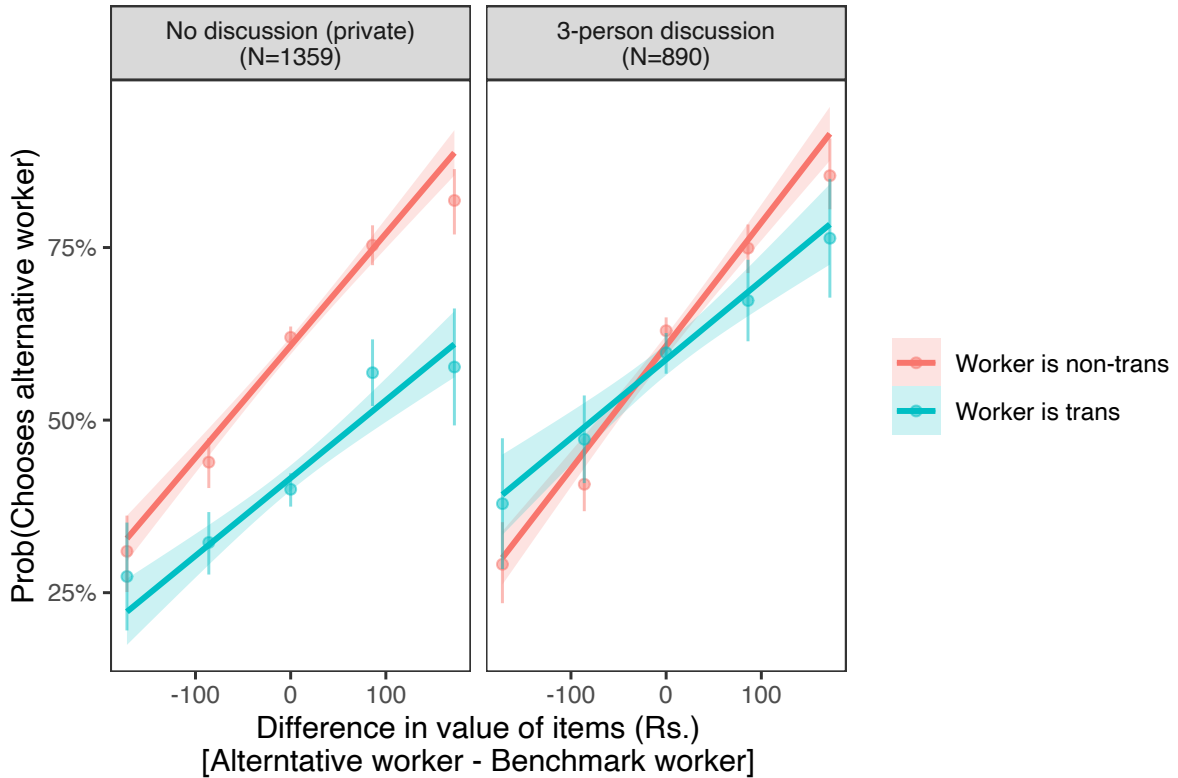 No discussion (private)
(N=1359)
3-person discussion
(N=890)
Prob(Chooses alternative worker)
75%
50%
25%
-100
0
100
-100
0
100
Difference in value of items (Rs.)
[Alterntative worker - Benchmark worker]
Worker is non-trans
Worker is trans